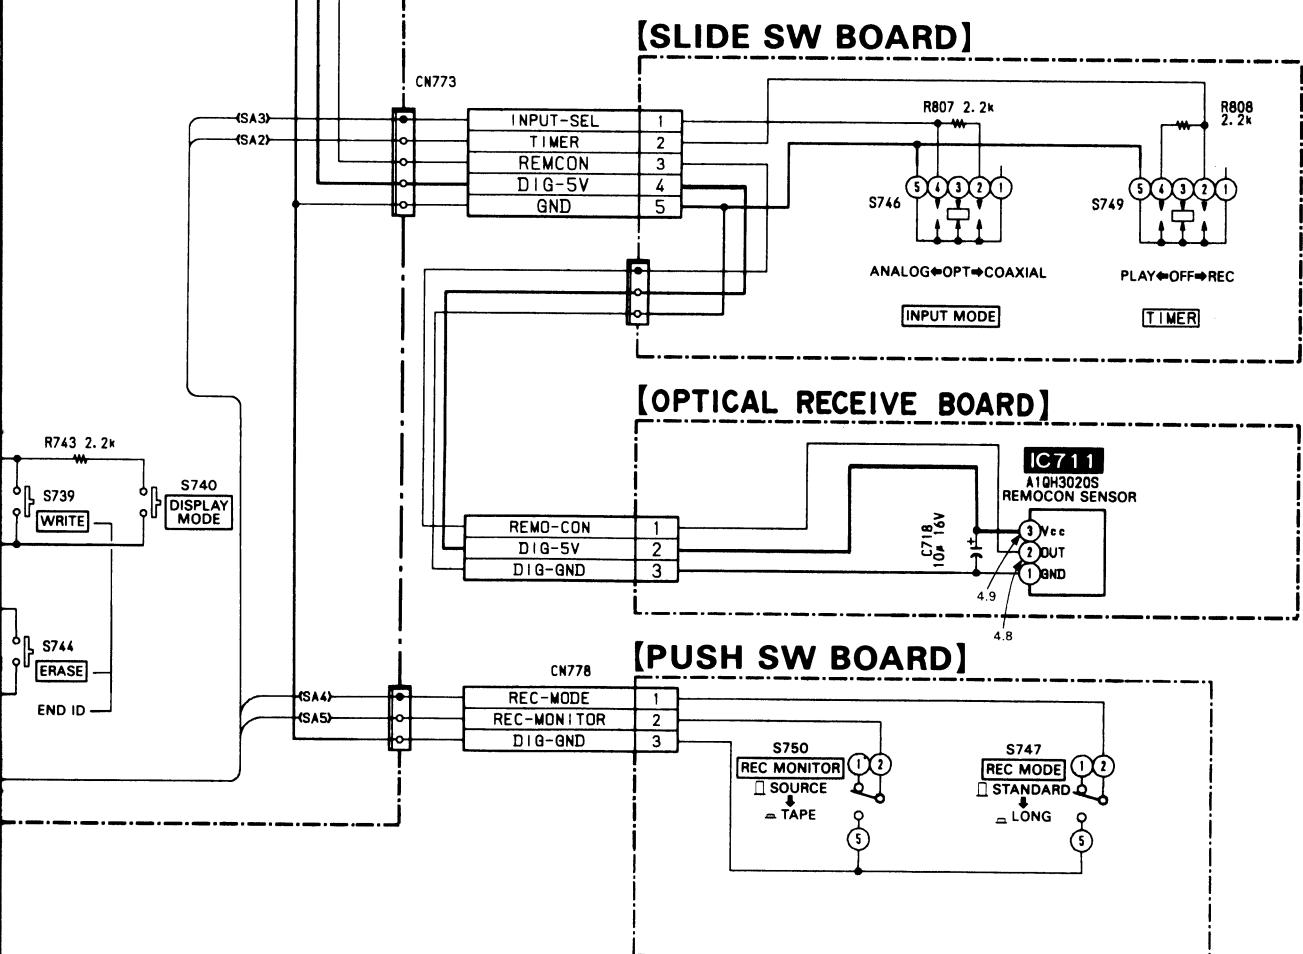 【SLIDE SW BOARD】
CN773
(SA3)
(SA2)
INPUT-SEL 1
TIMER 2
REMCON 3
DIG-5V 4
GND 5
R807 2.2k
R808
2.2k
5 4 3 2 1
S746
5 4 3 2 1
S749
ANALOG⬅OPT➡COAXIAL
PLAY⬅OFF➡REC
INPUT MODE
TIMER
【OPTICAL RECEIVE BOARD】
IC711
A1QH3020S
REMOCON SENSOR
REMO-CON 1
DIG-5V 2
DIG-GND 3
C718
10μ 16V
+
3 Vcc
2 OUT
1 GND
4.9
4.8
R743 2.2k
S739
WRITE
S740
DISPLAY
MODE
S744
ERASE
END ID
【PUSH SW BOARD】
CN778
(SA4)
(SA5)
REC-MODE 1
REC-MONITOR 2
DIG-GND 3
S750
REC MONITOR
1 2
SOURCE
TAPE
5
S747
REC MODE
1 2
STANDARD
LONG
5